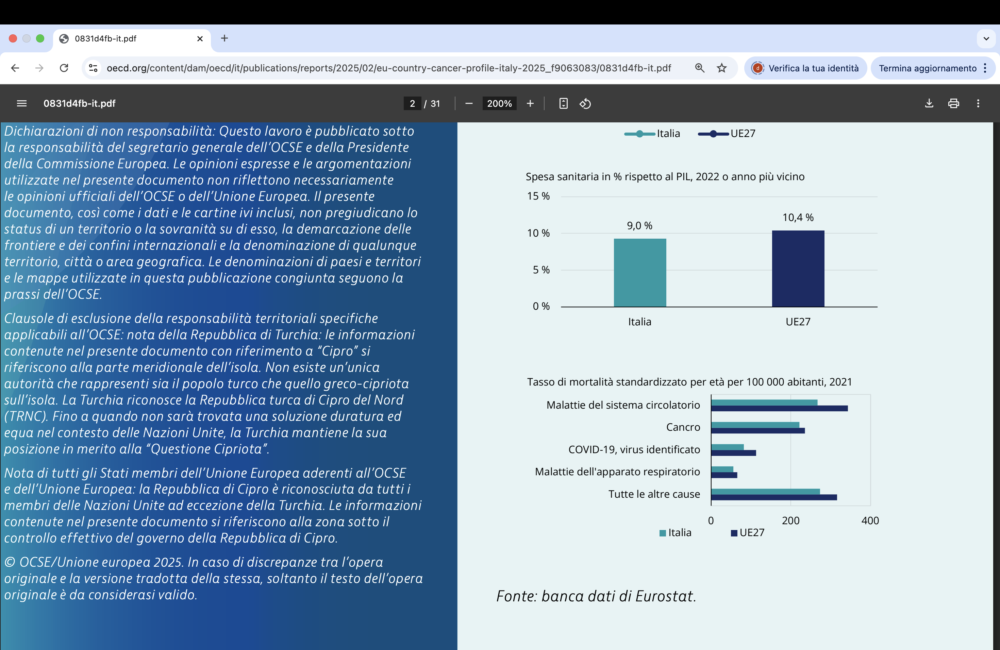 0831d4fb-it.pdf
oecd.org/content/dam/oecd/it/publications/reports/2025/02/eu-country-cancer-profile-italy-2025_f9063083/0831d4fb-it.pdf
d
Verifica la tua identità
Termina aggiornamento
0831d4fb-it.pdf
2 / 31
200%
Dichiarazioni di non responsabilità: Questo lavoro è pubblicato sotto
la responsabilità del segretario generale dell’OCSE e della Presidente
della Commissione Europea. Le opinioni espresse e le argomentazioni
utilizzate nel presente documento non riflettono necessariamente
le opinioni ufficiali dell’OCSE o dell’Unione Europea. Il presente
documento, così come i dati e le cartine ivi inclusi, non pregiudicano lo
status di un territorio o la sovranità su di esso, la demarcazione delle
frontiere e dei confini internazionali e la denominazione di qualunque
territorio, città o area geografica. Le denominazioni di paesi e territori
e le mappe utilizzate in questa pubblicazione congiunta seguono la
prassi dell’OCSE.
Clausole di esclusione della responsabilità territoriali specifiche
applicabili all’OCSE: nota della Repubblica di Turchia: le informazioni
contenute nel presente documento con riferimento a “Cipro” si
riferiscono alla parte meridionale dell’isola. Non esiste un’unica
autorità che rappresenti sia il popolo turco che quello greco-cipriota
sull’isola. La Turchia riconosce la Repubblica turca di Cipro del Nord
(TRNC). Fino a quando non sarà trovata una soluzione duratura ed
equa nel contesto delle Nazioni Unite, la Turchia mantiene la sua
posizione in merito alla “Questione Cipriota”.
Nota di tutti gli Stati membri dell’Unione Europea aderenti all’OCSE
e dell’Unione Europea: la Repubblica di Cipro è riconosciuta da tutti i
membri delle Nazioni Unite ad eccezione della Turchia. Le informazioni
contenute nel presente documento si riferiscono alla zona sotto il
controllo effettivo del governo della Repubblica di Cipro.
© OCSE/Unione europea 2025. In caso di discrepanze tra l’opera
originale e la versione tradotta della stessa, soltanto il testo dell’opera
originale è da considerasi valido.
Italia UE27
Spesa sanitaria in % rispetto al PIL, 2022 o anno più vicino
15 %
10 %
5 %
0 %
9,0 %
10,4 %
Italia UE27
Tasso di mortalità standardizzato per età per 100 000 abitanti, 2021
Malattie del sistema circolatorio
Cancro
COVID-19, virus identificato
Malattie dell'apparato respiratorio
Tutte le altre cause
0 200 400
Italia UE27
Fonte: banca dati di Eurostat.